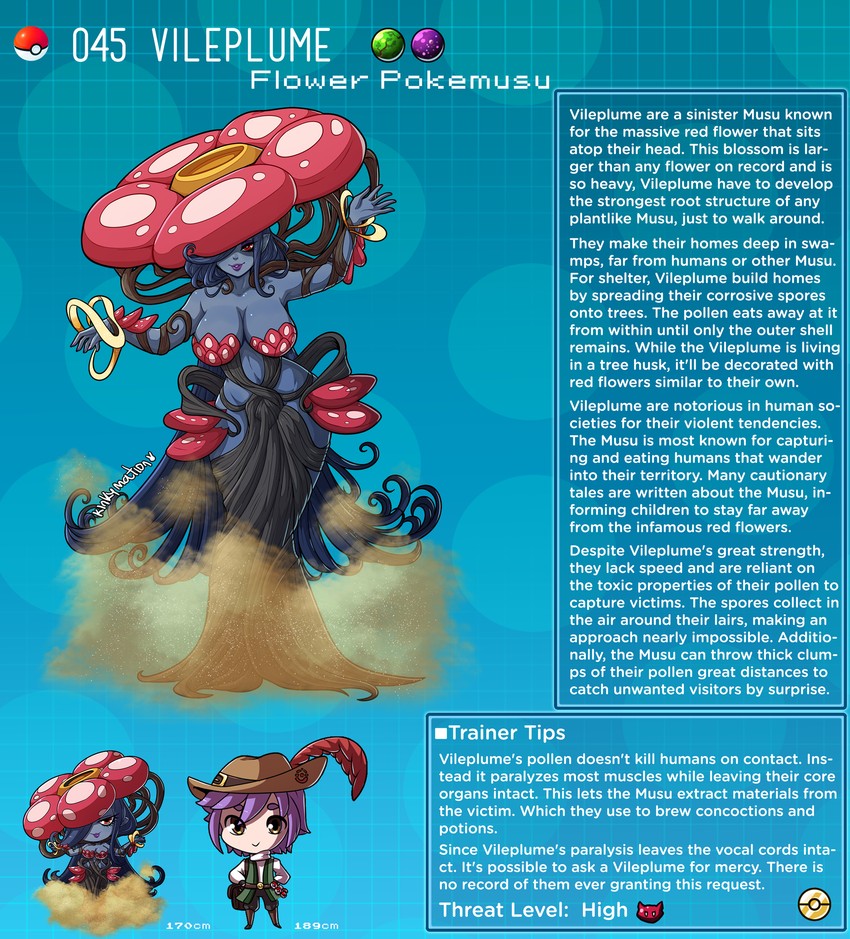 045 VILEPLUME
Flower Pokemusu
Vileplume are a sinister Musu known
for the massive red flower that sits
atop their head. This blossom is lar-
ger than any flower on record and is
so heavy, Vileplume have to develop
the strongest root structure of any
plantlike Musu, just to walk around.
They make their homes deep in swa-
mps, far from humans or other Musu.
For shelter, Vileplume build homes
by spreading their corrosive spores
onto trees. The pollen eats away at it
from within until only the outer shell
remains. While the Vileplume is living
in a tree husk, it'll be decorated with
red flowers similar to their own.
Vileplume are notorious in human so-
cieties for their violent tendencies.
The Musu is most known for capturi-
ng and eating humans that wander
into their territory. Many cautionary
tales are written about the Musu, in-
forming children to stay far away
from the infamous red flowers.
Despite Vileplume's great strength,
they lack speed and are reliant on
the toxic properties of their pollen to
capture victims. The spores collect in
the air around their lairs, making an
approach nearly impossible. Additio-
nally, the Musu can throw thick clum-
ps of their pollen great distances to
catch unwanted visitors by surprise.
kinkymation
Trainer Tips
Vileplume's pollen doesn't kill humans on contact. Ins-
tead it paralyzes most muscles while leaving their core
organs intact. This lets the Musu extract materials from
the victim. Which they use to brew concoctions and
potions.
Since Vileplume's paralysis leaves the vocal cords inta-
ct. It's possible to ask a Vileplume for mercy. There is
no record of them ever granting this request.
Threat Level: High
170cm
189cm